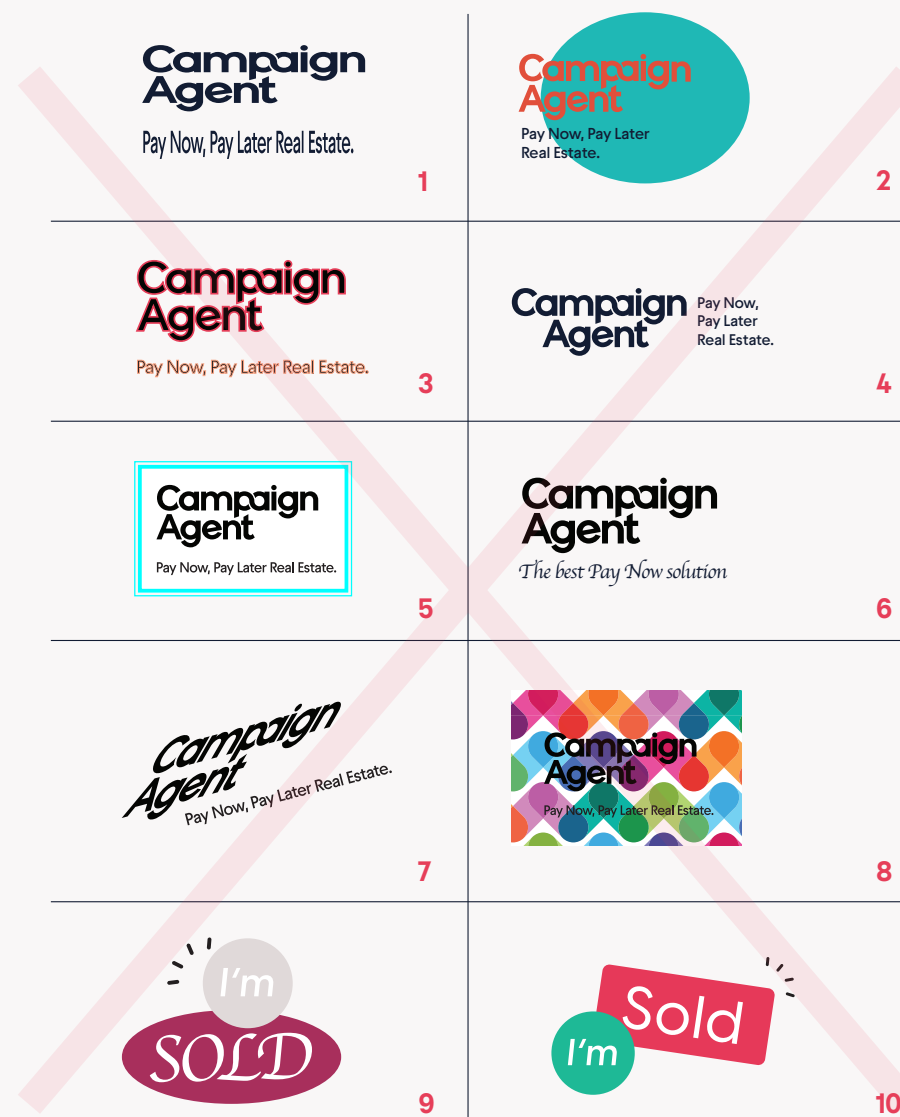 Campaign
Agent
Pay Now, Pay Later Real Estate.
1
Campaign
Agent
Pay Now, Pay Later
Real Estate.
2
Campaign
Agent
Pay Now, Pay Later Real Estate.
3
Campaign
Agent
Pay Now,
Pay Later
Real Estate.
4
Campaign
Agent
Pay Now, Pay Later Real Estate.
5
Campaign
Agent
The best Pay Now solution
6
Campaign
Agent
Pay Now, Pay Later Real Estate.
7
Campaign
Agent
Pay Now, Pay Later Real Estate.
8
I'm
SOLD
9
Sold
I'm
10